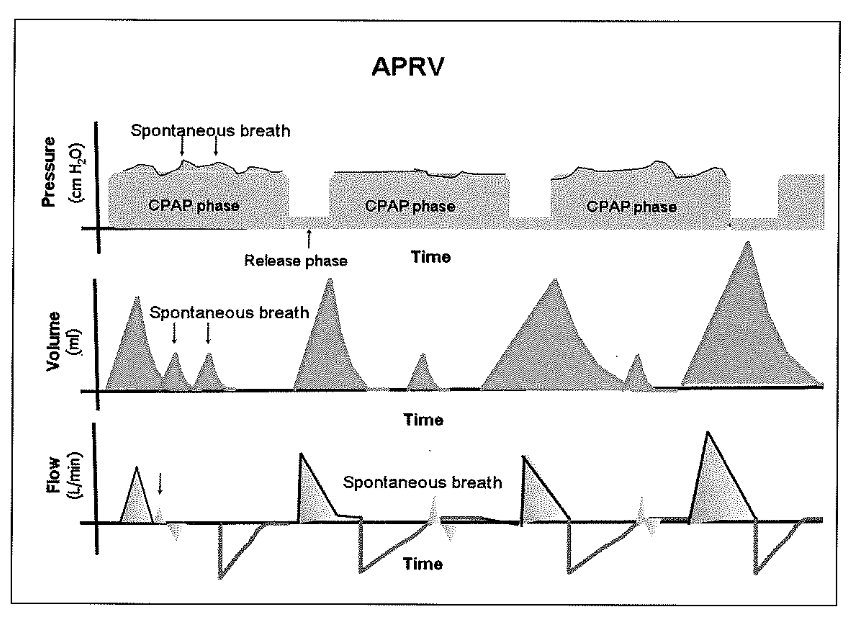 APRV
Spontaneous breath
Pressure
(cm H₂O)
CPAP phase
CPAP phase
CPAP phase
Release phase
Time
Spontaneous breath
Volume
(ml)
Time
Flow
(L/min)
Spontaneous breath
Time